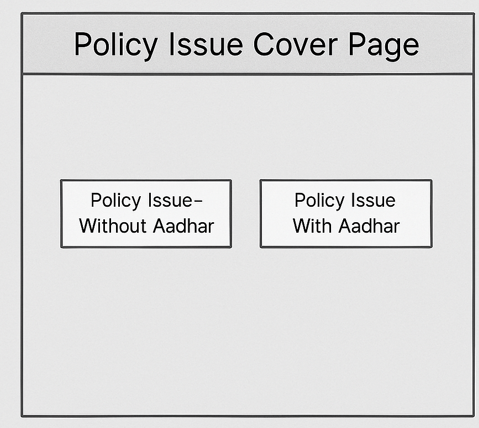 Policy Issue Cover Page
Policy Issue–
Without Aadhar
Policy Issue
With Aadhar